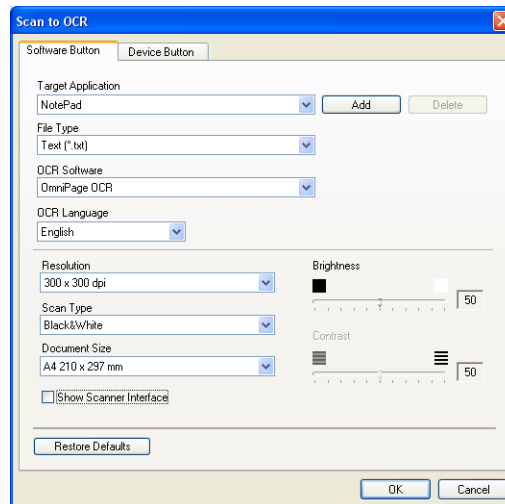 Scan to OCR
Software Button Device Button
Target Application
NotePad Add Delete
File Type
Text (*.txt)
OCR Software
OmniPage OCR
OCR Language
English
Resolution Brightness
300 x 300 dpi 50
Scan Type
Black&White
Contrast
Document Size
A4 210 x 297 mm 50
Show Scanner Interface
Restore Defaults
OK Cancel